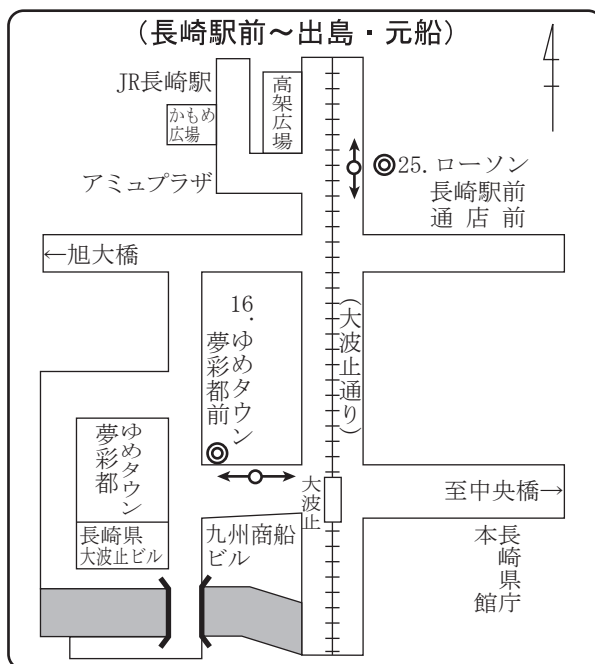 (長崎駅前～出島・元船)
JR長崎駅
かもめ
広場
高架広場
アミュプラザ
◎25. ローソン
長崎駅前
通店前
←旭大橋
(大波止通り)
16. ゆめタウン
夢彩都前
ゆめタウン
夢彩都
長崎県
大波止ビル
九州商船
ビル
大波止
至中央橋→
長崎県庁
本館